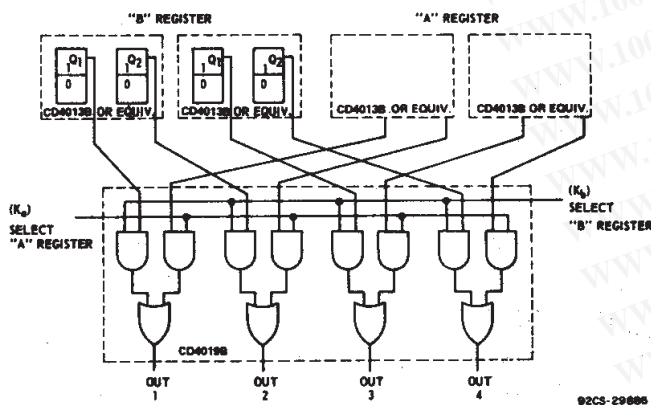 "B" REGISTER "A" REGISTER
Q1 Q2 Q1 Q2
1 1 1 1
0 0 0 0
CD4013B OR EQUIV. CD4013B OR EQUIV. CD4013B OR EQUIV. CD4013B OR EQUIV.
(Ka) (Kb)
SELECT SELECT
"A" REGISTER "B" REGISTER
CD4019B
OUT OUT OUT OUT
1 2 3 4
92CS-29886